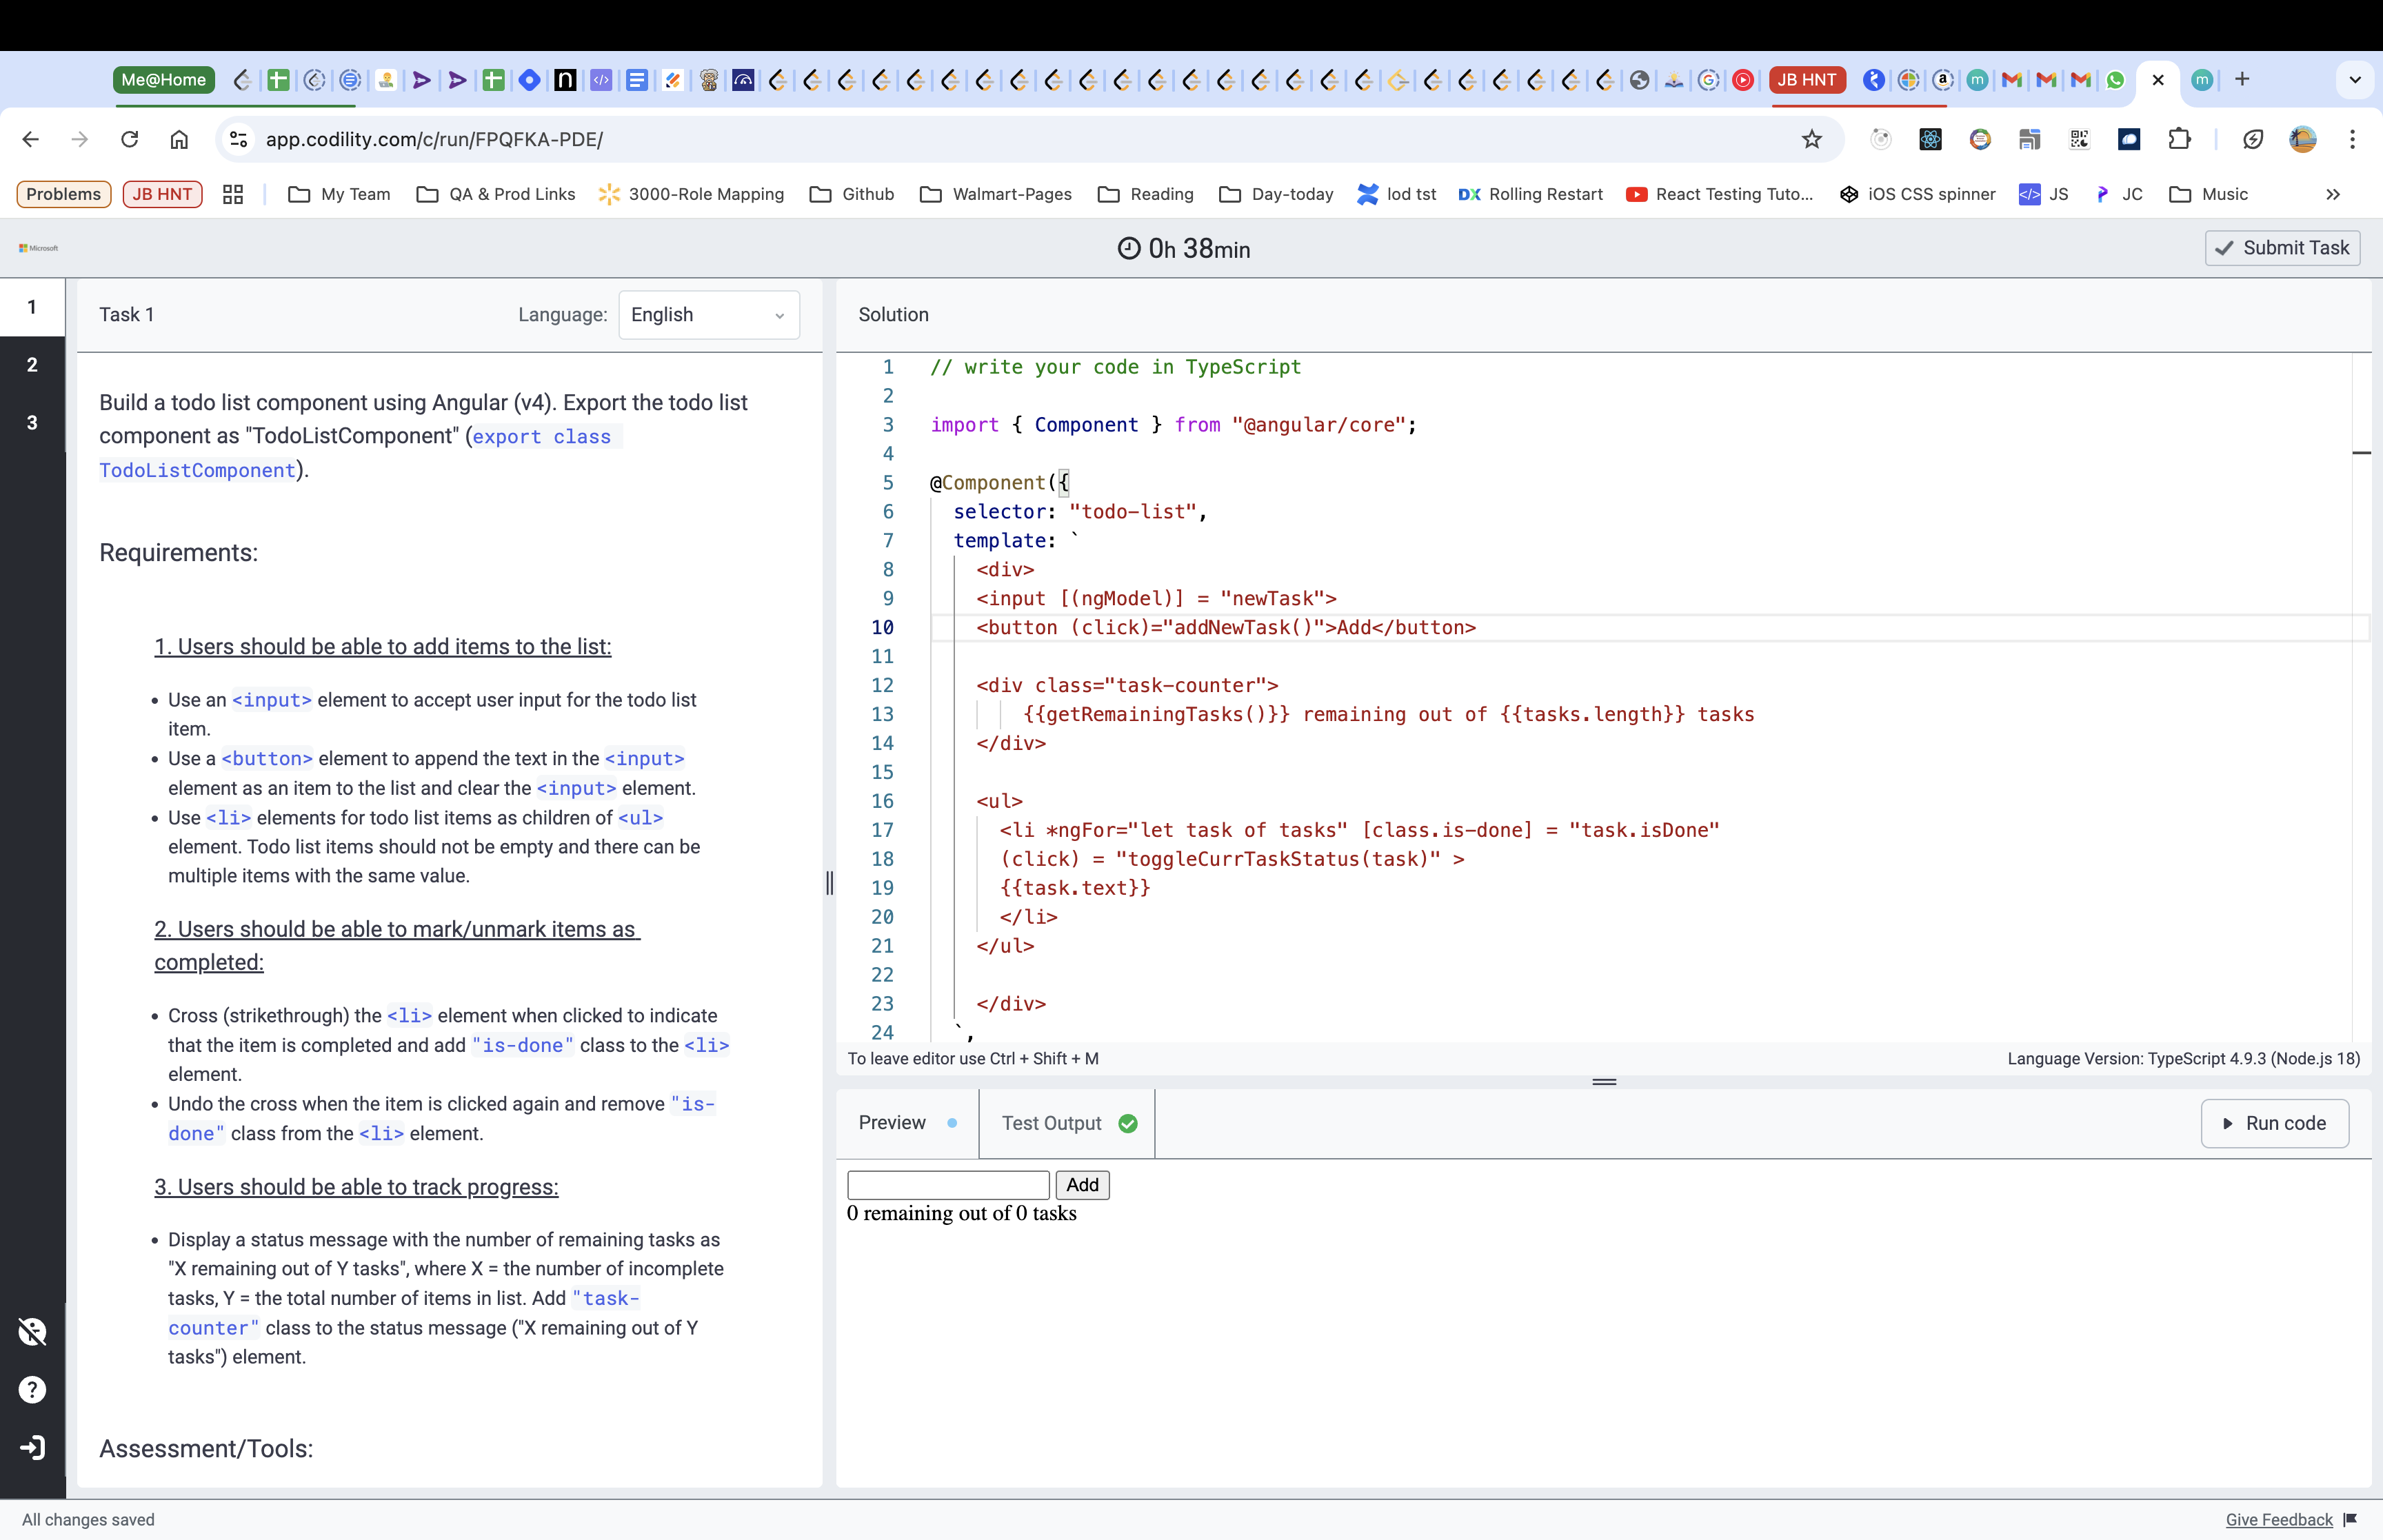 Me@Home
JB HNT
app.codility.com/c/run/FPQFKA-PDE/
Problems JB HNT My Team QA & Prod Links 3000-Role Mapping Github Walmart-Pages Reading Day-today lod tst DX Rolling Restart React Testing Tuto... iOS CSS spinner JS JC Music
Microsoft
0h 38min
Submit Task
1
2
3
Task 1
Language:
English
Build a todo list component using Angular (v4). Export the todo list
component as "TodoListComponent" (export class
TodoListComponent).
Requirements:
1. Users should be able to add items to the list:
• Use an <input> element to accept user input for the todo list
item.
• Use a <button> element to append the text in the <input>
element as an item to the list and clear the <input> element.
• Use <li> elements for todo list items as children of <ul>
element. Todo list items should not be empty and there can be
multiple items with the same value.
2. Users should be able to mark/unmark items as
completed:
• Cross (strikethrough) the <li> element when clicked to indicate
that the item is completed and add "is-done" class to the <li>
element.
• Undo the cross when the item is clicked again and remove "is-
done" class from the <li> element.
3. Users should be able to track progress:
• Display a status message with the number of remaining tasks as
"X remaining out of Y tasks", where X = the number of incomplete
tasks, Y = the total number of items in list. Add "task-
counter" class to the status message ("X remaining out of Y
tasks") element.
Assessment/Tools:
Solution
1 // write your code in TypeScript
2
3 import { Component } from "@angular/core";
4
5 @Component({
6 selector: "todo-list",
7 template: `
8 <div>
9 <input [(ngModel)] = "newTask">
10 <button (click)="addNewTask()">Add</button>
11
12 <div class="task-counter">
13 {{getRemainingTasks()}} remaining out of {{tasks.length}} tasks
14 </div>
15
16 <ul>
17 <li *ngFor="let task of tasks" [class.is-done] = "task.isDone"
18 (click) = "toggleCurrTaskStatus(task)" >
19 {{task.text}}
20 </li>
21 </ul>
22
23 </div>
24 `,
To leave editor use Ctrl + Shift + M
Language Version: TypeScript 4.9.3 (Node.js 18)
Preview
Test Output
Run code
Add
0 remaining out of 0 tasks
All changes saved
Give Feedback